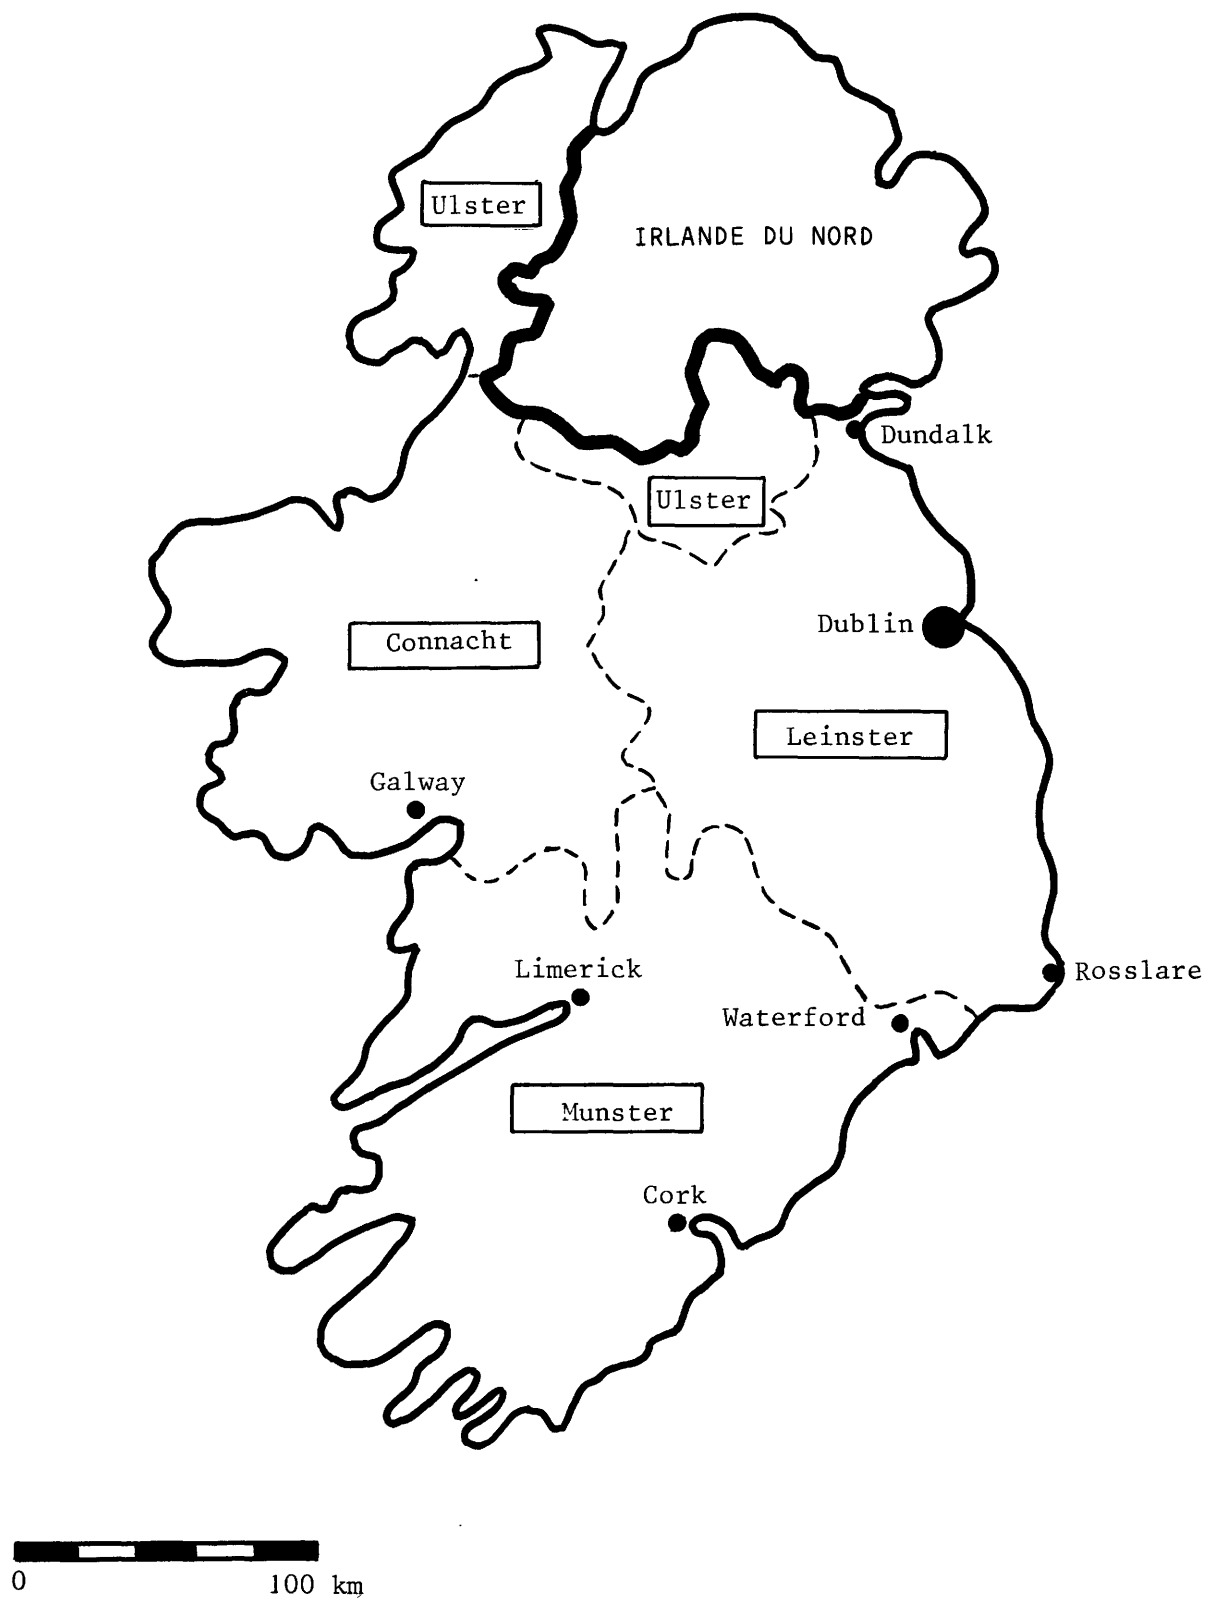 Ulster
IRLANDE DU NORD
Dundalk
Ulster
Dublin
Connacht
Leinster
Galway
Limerick
Rosslare
Waterford
Munster
Cork
0 100 km